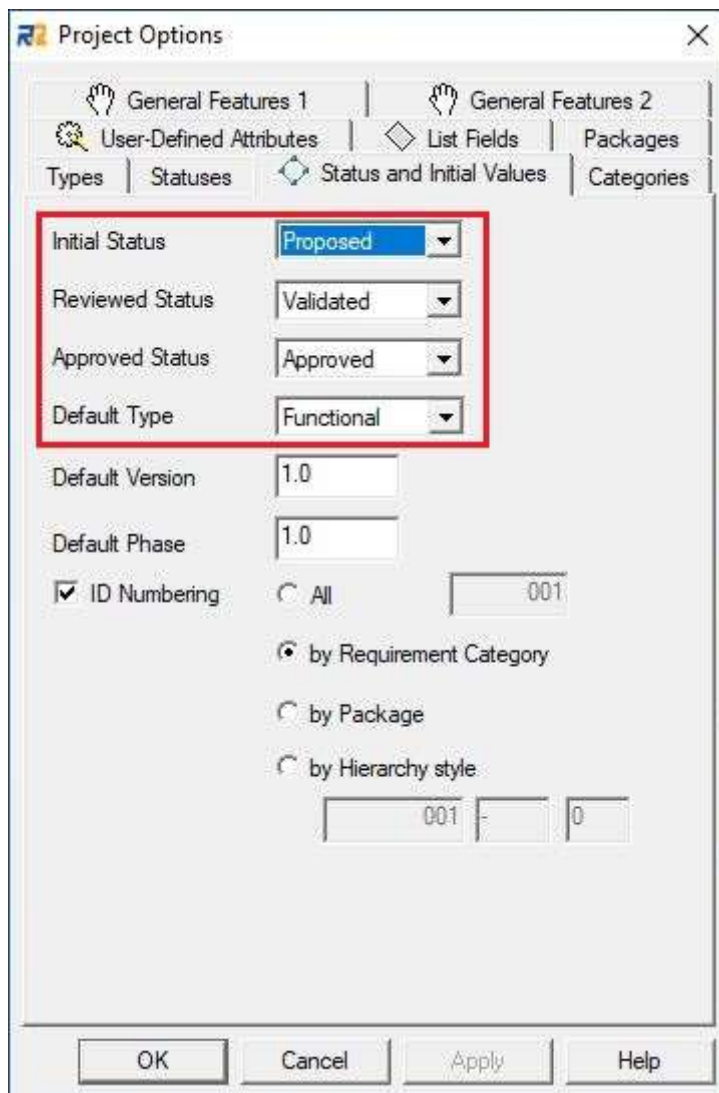 Project Options
General Features 1 General Features 2
User-Defined Attributes List Fields Packages
Types Statuses Status and Initial Values Categories
Initial Status Proposed
Reviewed Status Validated
Approved Status Approved
Default Type Functional
Default Version 1.0
Default Phase 1.0
ID Numbering All 001
by Requirement Category
by Package
by Hierarchy style
001 - 0
OK Cancel Apply Help